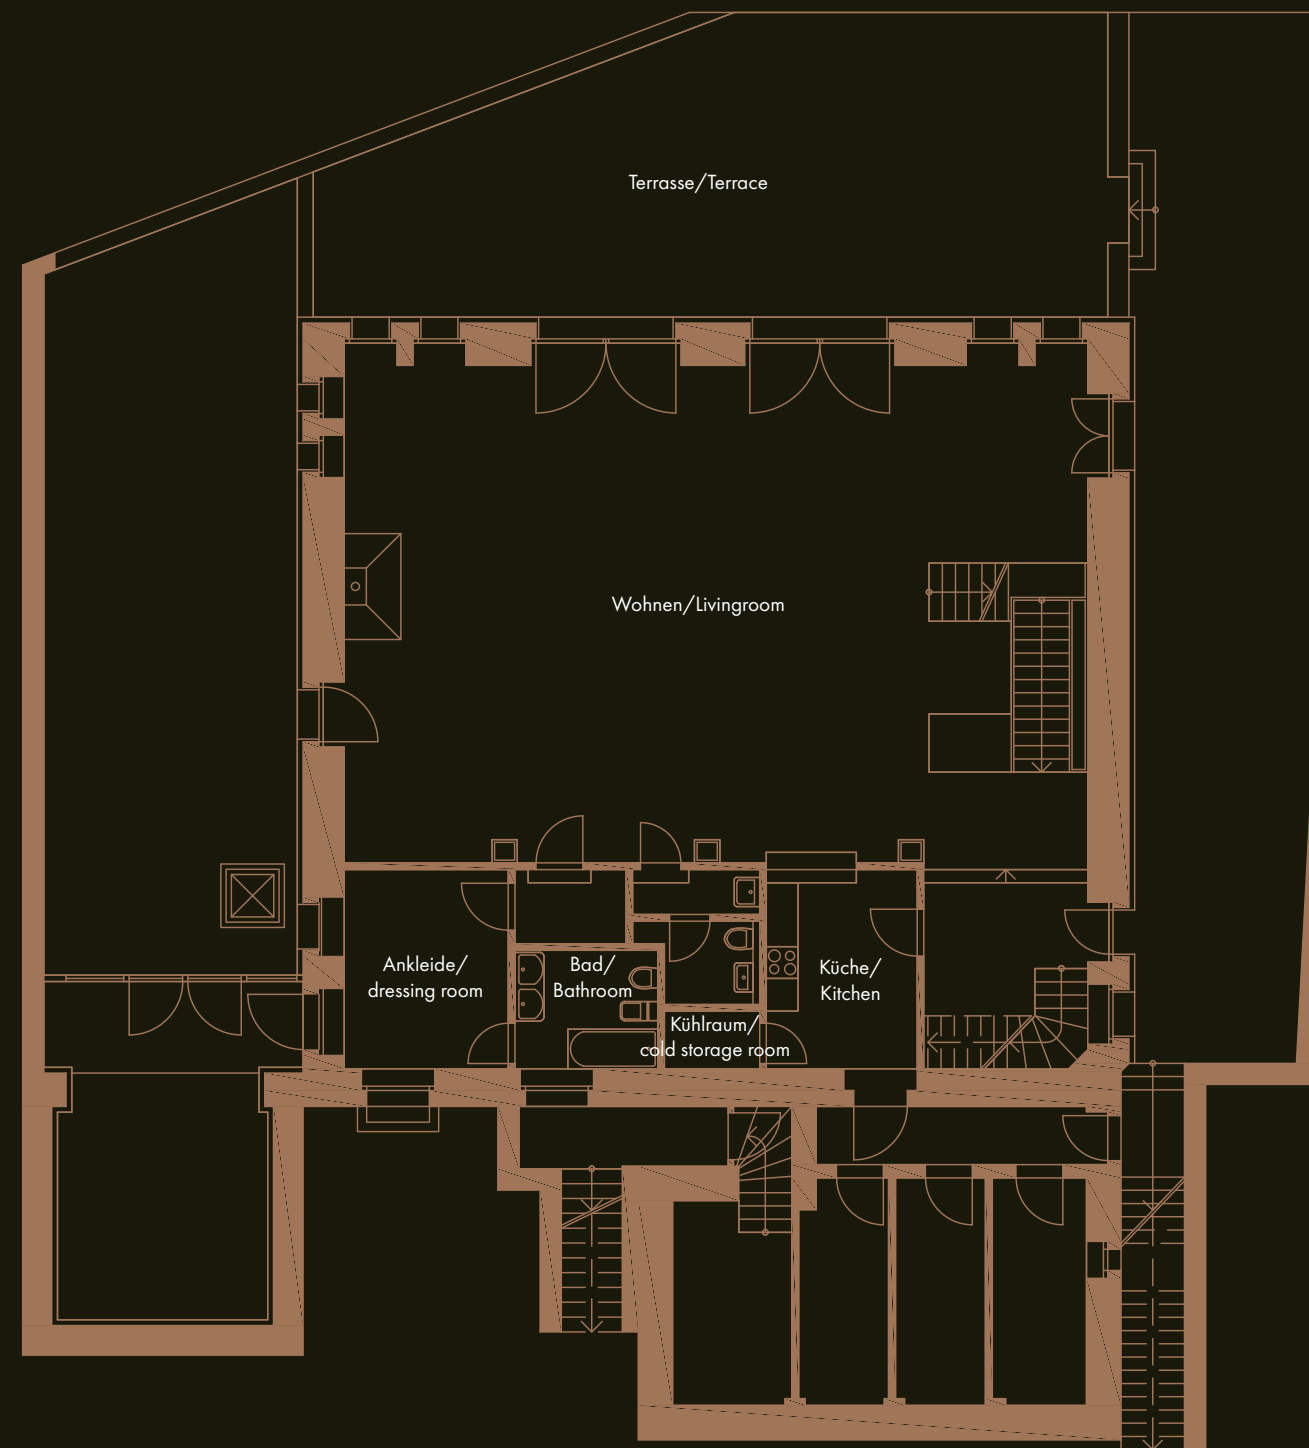 Terrasse/Terrace
Wohnen/Livingroom
Ankleide/
dressing room
Bad/
Bathroom
Küche/
Kitchen
Kühlraum/
cold storage room